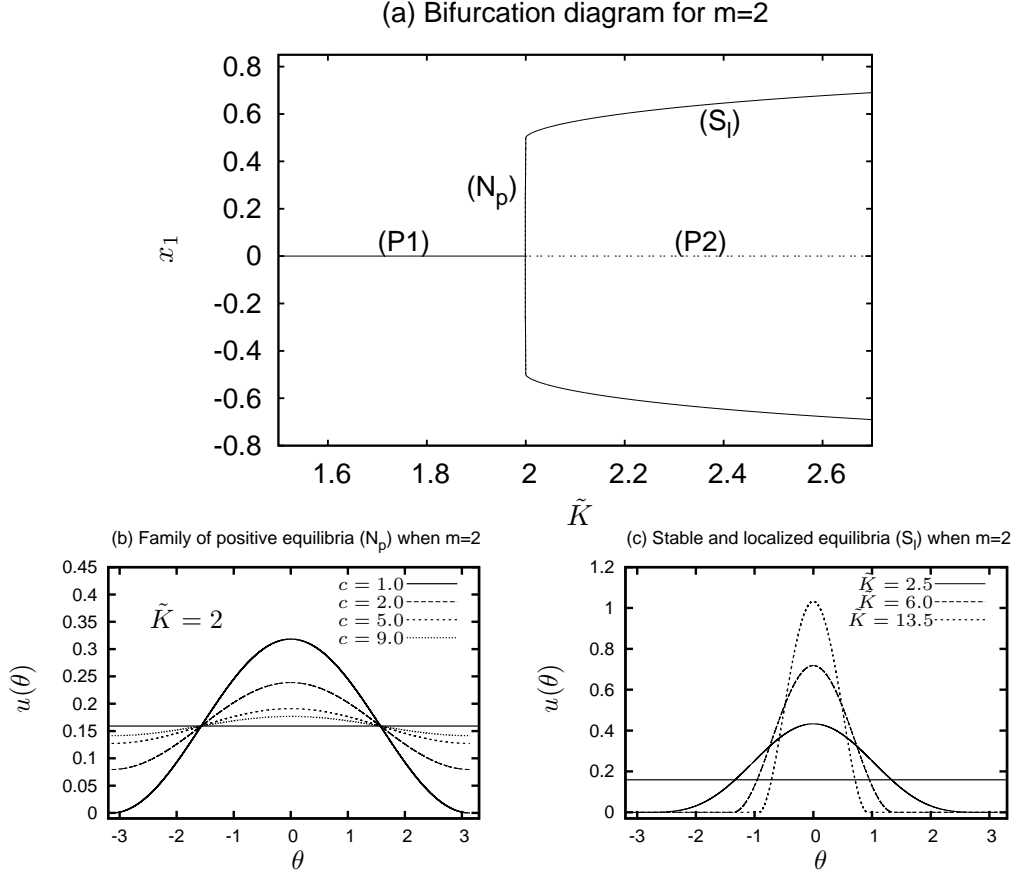 (a) Bifurcation diagram for m=2
0.8
0.6
0.4
0.2
0
-0.2
-0.4
-0.6
-0.8
x₁
(Sₗ)
(Nₚ)
(P1)
(P2)
1.6 1.8 2 2.2 2.4 2.6
K̃
(b) Family of positive equilibria (Nₚ) when m=2
0.45
0.4
0.35
0.3
0.25
0.2
0.15
0.1
0.05
0
u(θ)
K̃ = 2
c = 1.0
c = 2.0
c = 5.0
c = 9.0
-3 -2 -1 0 1 2 3
θ
(c) Stable and localized equilibria (Sₗ) when m=2
1.2
1
0.8
0.6
0.4
0.2
0
u(θ)
K̃ = 2.5
K̃ = 6.0
K̃ = 13.5
-3 -2 -1 0 1 2 3
θ